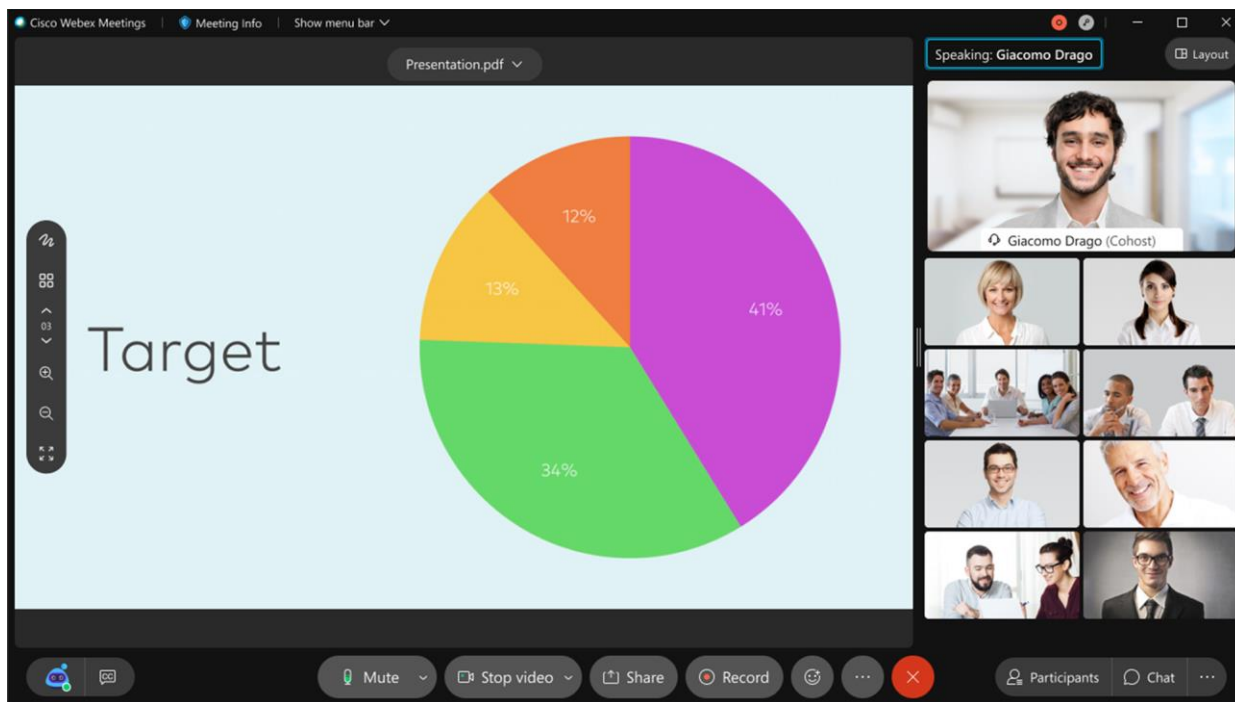 Cisco Webex Meetings
Meeting Info
Show menu bar
Presentation.pdf
Speaking: Giacomo Drago
Layout
Giacomo Drago (Cohost)
12%
13%
41%
03
Target
34%
CC
Mute
Stop video
Share
Record
Participants
Chat